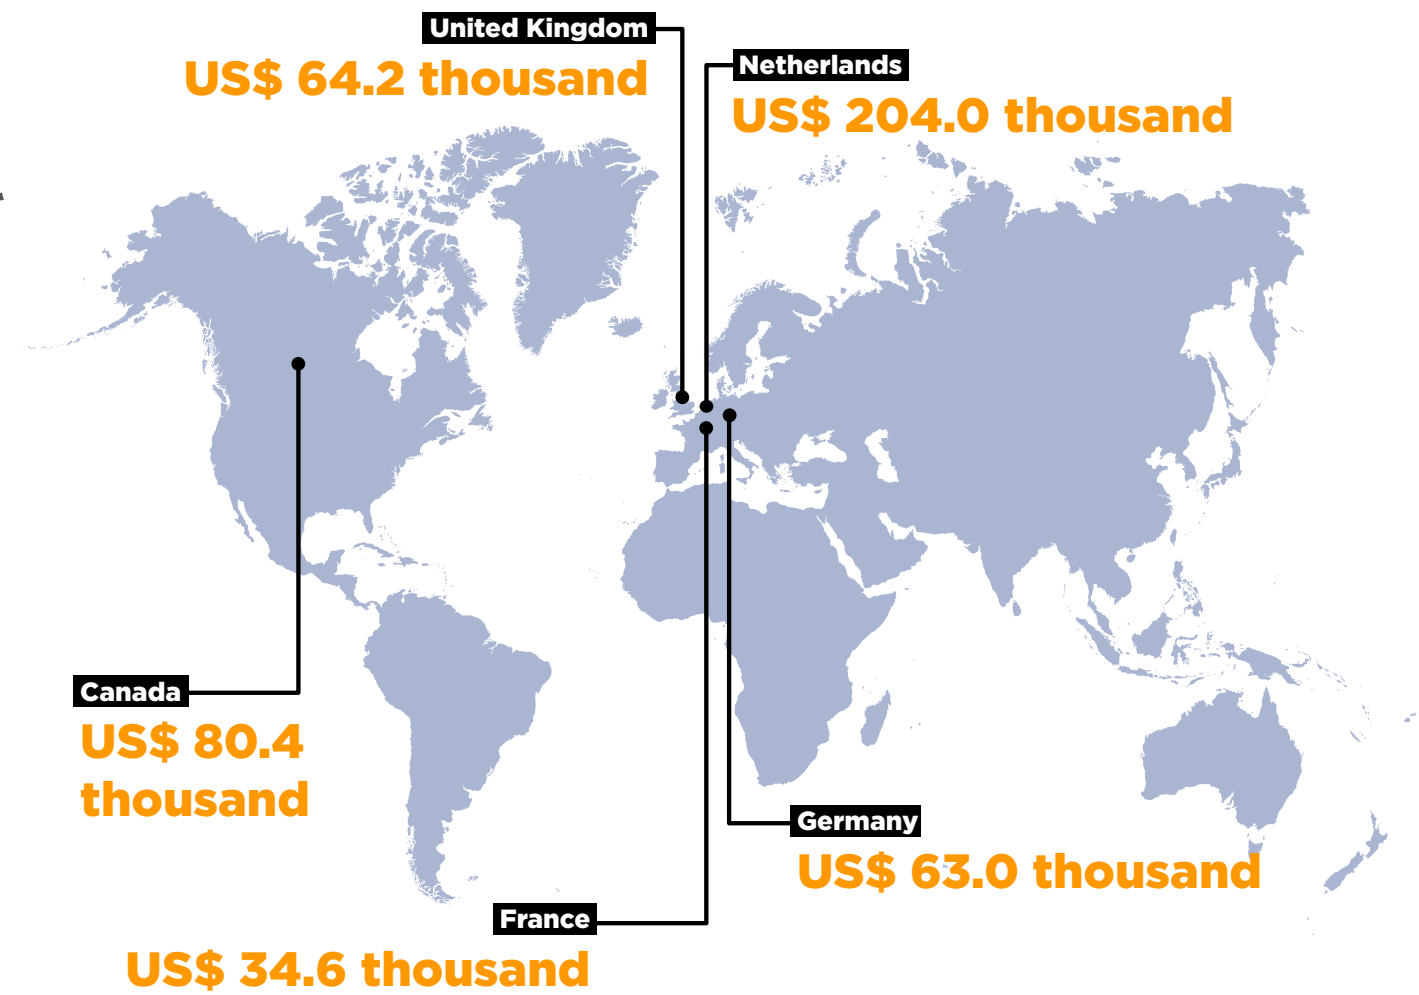 United Kingdom
US$ 64.2 thousand
Netherlands
US$ 204.0 thousand
Canada
US$ 80.4
thousand
Germany
US$ 63.0 thousand
France
US$ 34.6 thousand